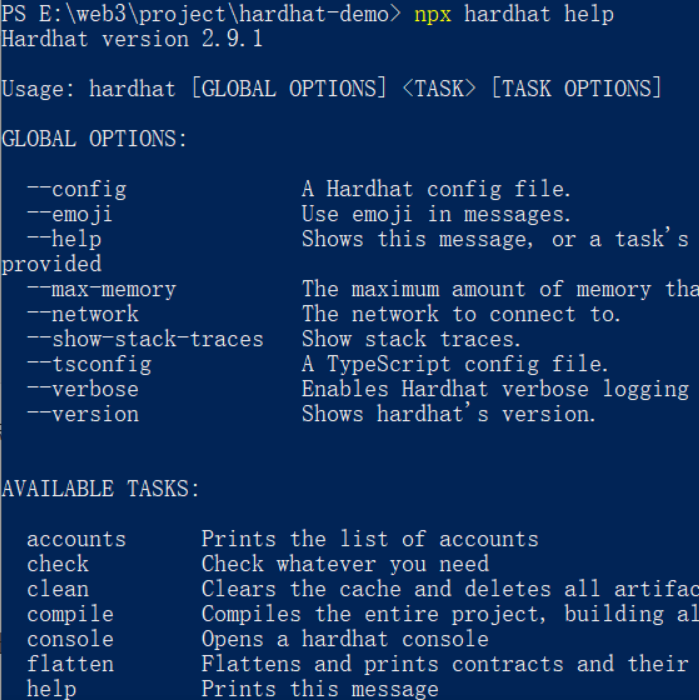 PS E:\web3\project\hardhat-demo> npx hardhat help
Hardhat version 2.9.1
Usage: hardhat [GLOBAL OPTIONS] <TASK> [TASK OPTIONS]
GLOBAL OPTIONS:
--config A Hardhat config file.
--emoji Use emoji in messages.
--help Shows this message, or a task's
provided
--max-memory The maximum amount of memory tha
--network The network to connect to.
--show-stack-traces Show stack traces.
--tsconfig A TypeScript config file.
--verbose Enables Hardhat verbose logging
--version Shows hardhat's version.
AVAILABLE TASKS:
accounts Prints the list of accounts
check Check whatever you need
clean Clears the cache and deletes all artifac
compile Compiles the entire project, building al
console Opens a hardhat console
flatten Flattens and prints contracts and their
help Prints this message